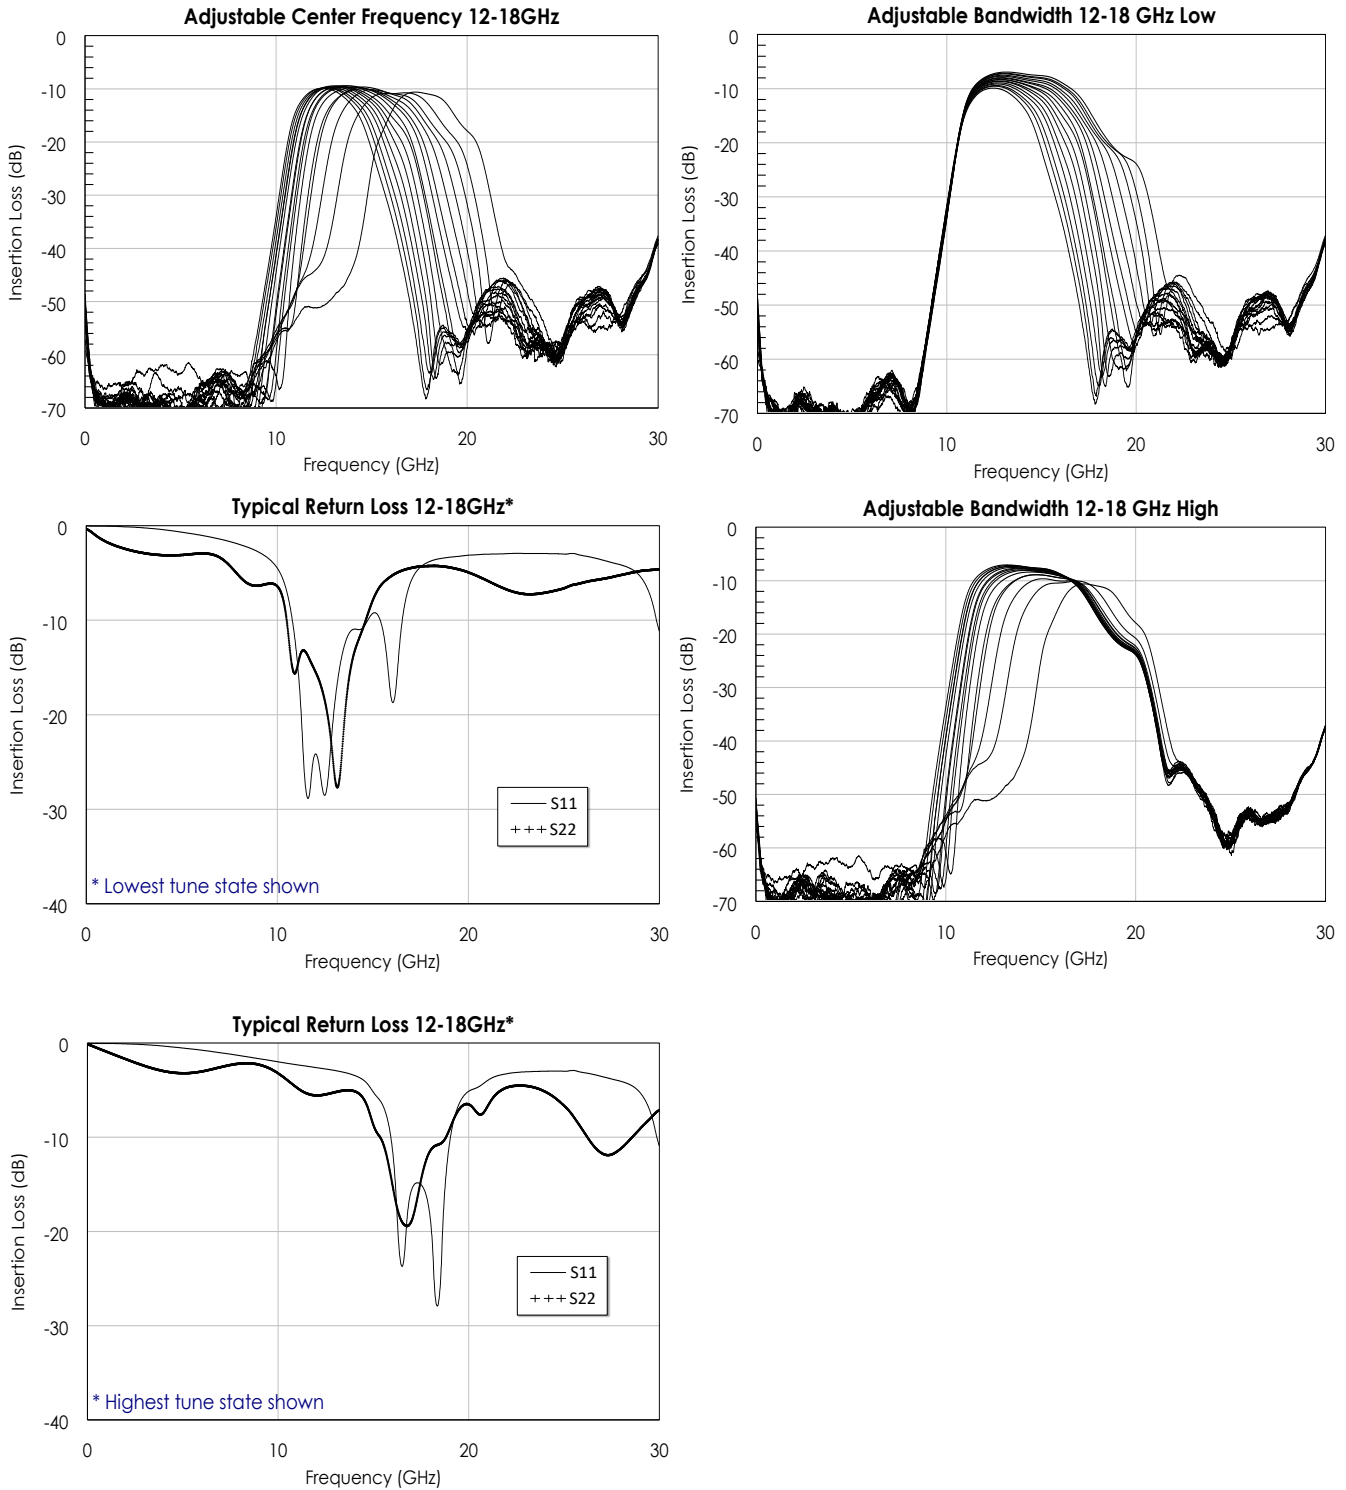 Adjustable Center Frequency 12-18GHz
0
-10
-20
-30
-40
-50
-60
-70
Insertion Loss (dB)
0 10 20 30
Frequency (GHz)
Adjustable Bandwidth 12-18 GHz Low
0
-10
-20
-30
-40
-50
-60
-70
Insertion Loss (dB)
0 10 20 30
Frequency (GHz)
Typical Return Loss 12-18GHz*
0
-10
-20
-30
-40
Insertion Loss (dB)
S11
+++S22
* Lowest tune state shown
0 10 20 30
Frequency (GHz)
Adjustable Bandwidth 12-18 GHz High
0
-10
-20
-30
-40
-50
-60
-70
Insertion Loss (dB)
0 10 20 30
Frequency (GHz)
Typical Return Loss 12-18GHz*
0
-10
-20
-30
-40
Insertion Loss (dB)
S11
+++S22
* Highest tune state shown
0 10 20 30
Frequency (GHz)